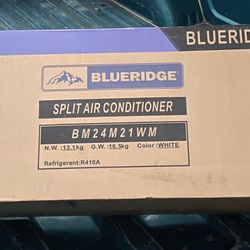 BLUERID
BLUERIDGE
SPLIT AIR CONDITIONER
BM24M21WM
N.W.: 13.1kg G.W.: 16.5kg Color: WHITE
Refrigerant:R410A